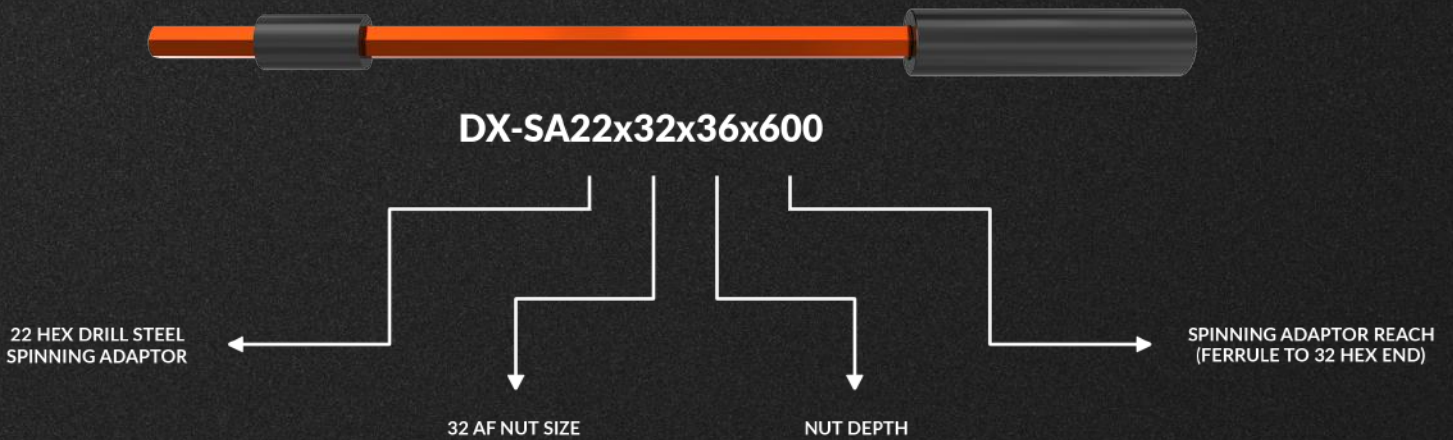 DX-SA22x32x36x600
22 HEX DRILL STEEL
SPINNING ADAPTOR
32 AF NUT SIZE
NUT DEPTH
SPINNING ADAPTOR REACH
(FERRULE TO 32 HEX END)